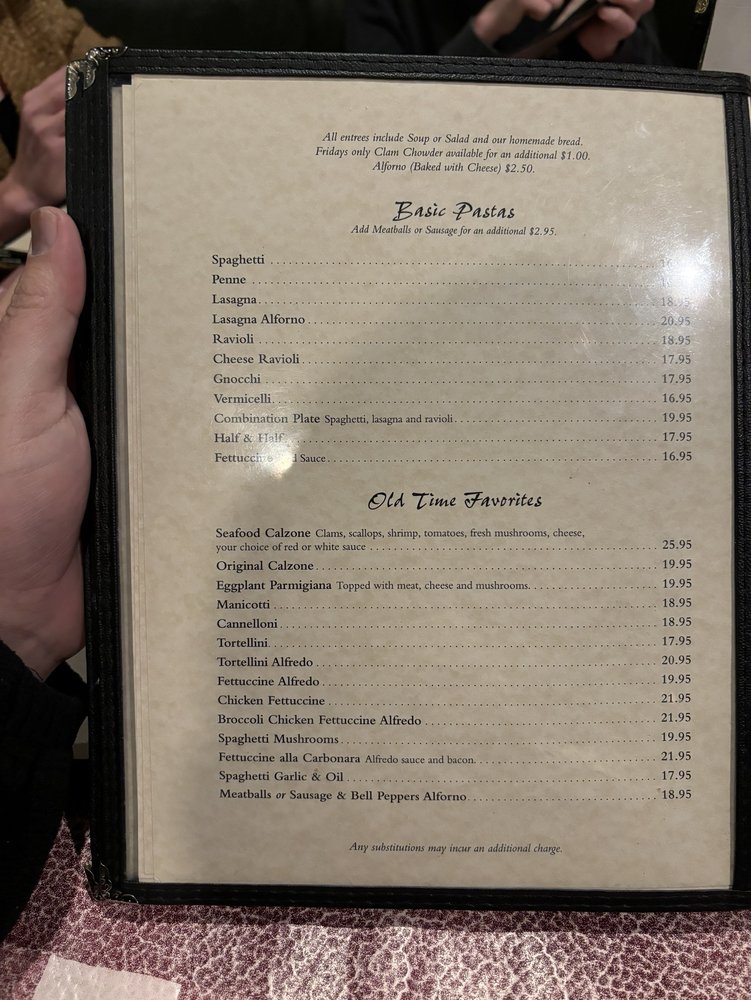 All entrees include Soup or Salad and our homemade bread.
Fridays only Clam Chowder available for an additional $1.00.
Alforno (Baked with Cheese) $2.50.
Basic Pastas
Add Meatballs or Sausage for an additional $2.95.
Spaghetti
Penne
Lasagna 18.95
Lasagna Alforno 20.95
Ravioli 18.95
Cheese Ravioli 17.95
Gnocchi 17.95
Vermicelli 16.95
Combination Plate Spaghetti, lasagna and ravioli 19.95
Half & Half 17.95
Fettuccine Sauce 16.95
Old Time Favorites
Seafood Calzone Clams, scallops, shrimp, tomatoes, fresh mushrooms, cheese,
your choice of red or white sauce 25.95
Original Calzone 19.95
Eggplant Parmigiana Topped with meat, cheese and mushrooms. 19.95
Manicotti 18.95
Cannelloni 18.95
Tortellini 17.95
Tortellini Alfredo 20.95
Fettuccine Alfredo 19.95
Chicken Fettuccine 21.95
Broccoli Chicken Fettuccine Alfredo 21.95
Spaghetti Mushrooms 19.95
Fettuccine alla Carbonara Alfredo sauce and bacon. 21.95
Spaghetti Garlic & Oil 17.95
Meatballs or Sausage & Bell Peppers Alforno 18.95
Any substitutions may incur an additional charge.